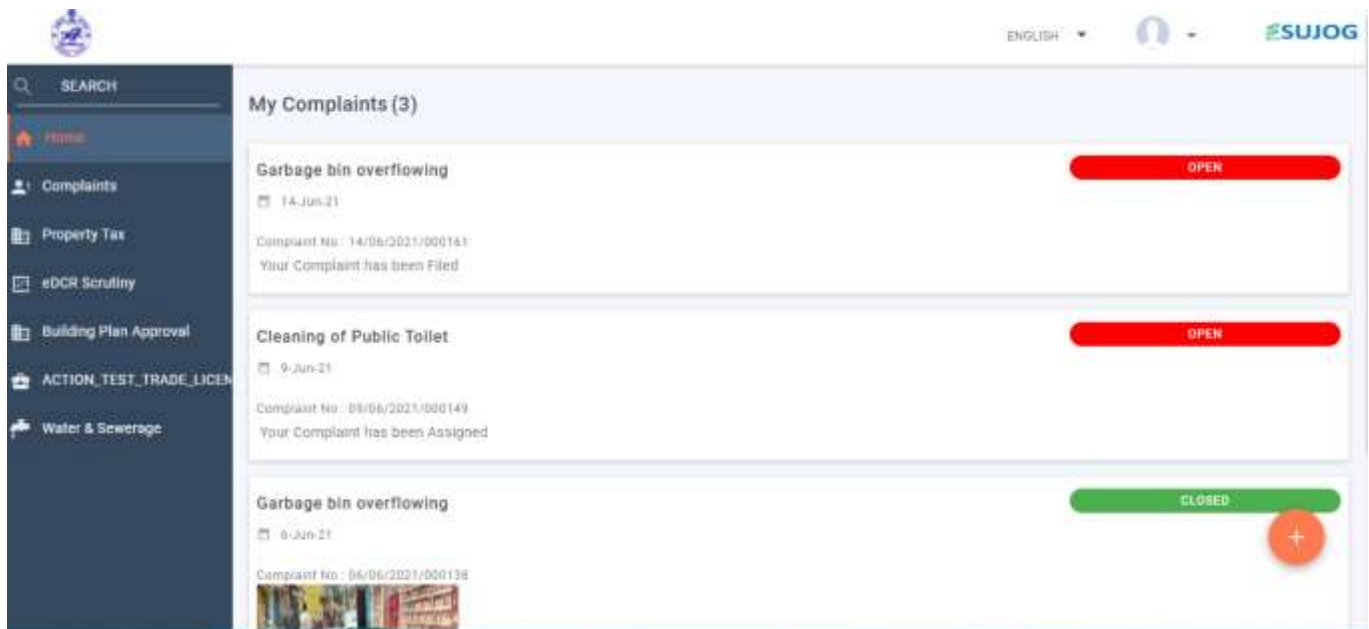 ENGLISH
SUJOG
SEARCH
Home
Complaints
Property Tax
eDCR Scrutiny
Building Plan Approval
ACTION_TEST_TRADE_LICEN
Water & Sewerage
My Complaints (3)
Garbage bin overflowing
OPEN
14-Jun-21
Complaint No : 14/06/2021/000161
Your Complaint has been Filed
Cleaning of Public Toilet
OPEN
9-Jun-21
Complaint No : 09/06/2021/000149
Your Complaint has been Assigned
Garbage bin overflowing
CLOSED
6-Jun-21
Complaint No : 06/06/2021/000138